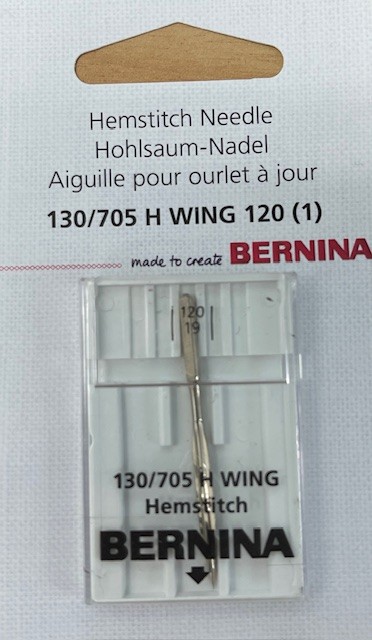 Hemstitch Needle
Hohlsaum-Nadel
Aiguille pour ourlet à jour
130/705 H WING 120 (1)
made to create BERNINA
120
19
130/705 H WING
Hemstitch
BERNINA